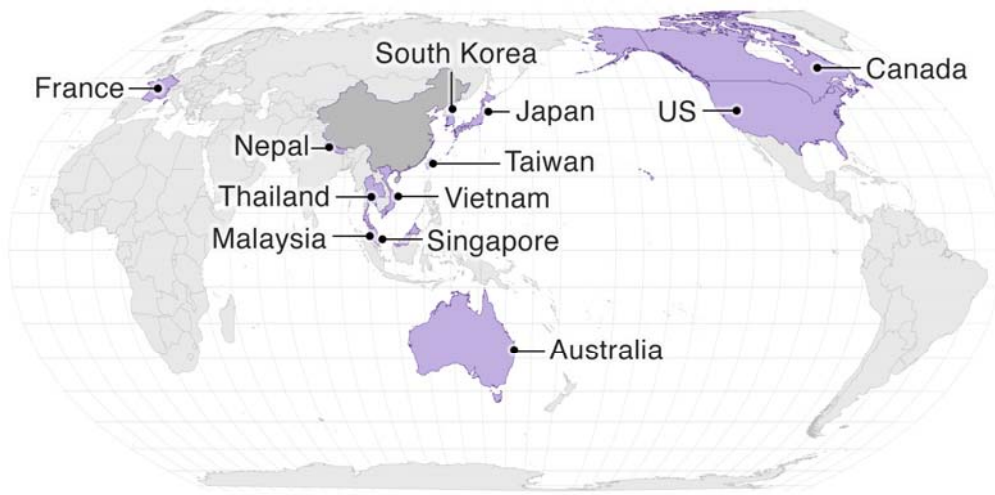 South Korea
France
Canada
Japan
US
Nepal
Taiwan
Thailand
Vietnam
Malaysia
Singapore
Australia